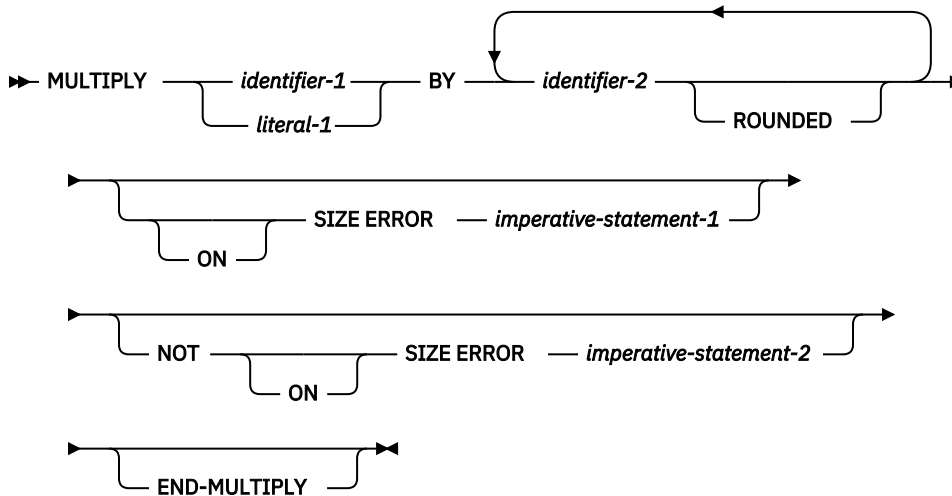 MULTIPLY identifier-1 BY identifier-2
literal-1 ROUNDED
SIZE ERROR imperative-statement-1
ON
NOT SIZE ERROR imperative-statement-2
ON
END-MULTIPLY